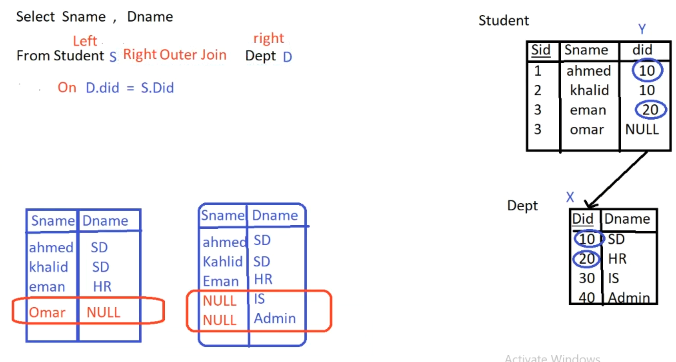 Select Sname , Dname
Left
right
From Student S Right Outer Join Dept D
On D.did = S.Did
Student
Y
Sid Sname did
1 ahmed 10
2 khalid 10
3 eman 20
3 omar NULL
Dept
X
Did Dname
10 SD
20 HR
30 IS
40 Admin
Sname Dname
ahmed SD
khalid SD
eman HR
Omar NULL
Sname Dname
ahmed SD
Kahlid SD
Eman HR
NULL IS
NULL Admin
Activate Windows